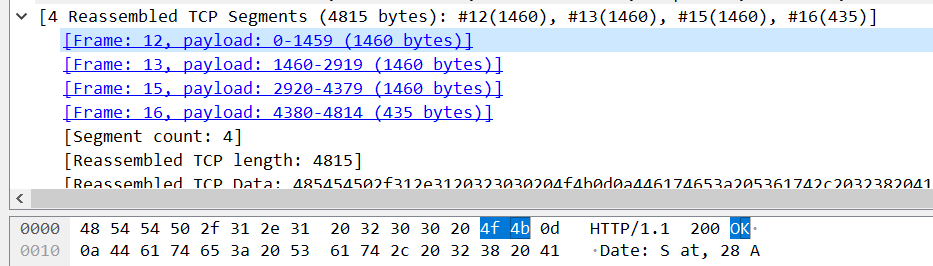 [4 Reassembled TCP Segments (4815 bytes): #12(1460), #13(1460), #15(1460), #16(435)]
[Frame: 12, payload: 0-1459 (1460 bytes)]
[Frame: 13, payload: 1460-2919 (1460 bytes)]
[Frame: 15, payload: 2920-4379 (1460 bytes)]
[Frame: 16, payload: 4380-4814 (435 bytes)]
[Segment count: 4]
[Reassembled TCP length: 4815]
[Reassembled TCP Data: 485454502f312e3120323030204f4b0d0a446174653a205361742c2032382041
0000 48 54 54 50 2f 31 2e 31 20 32 30 30 20 4f 4b 0d HTTP/1.1 200 OK·
0010 0a 44 61 74 65 3a 20 53 61 74 2c 20 32 38 20 41 ·Date: S at, 28 A